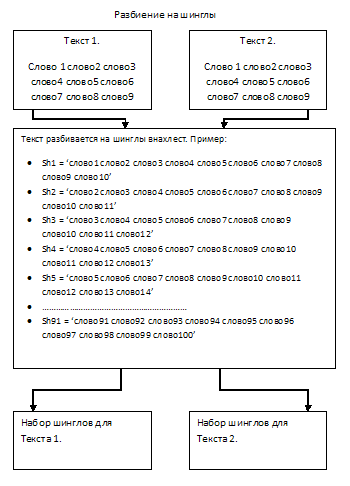 Разбиение на шинглы
Текст 1.
Слово 1 слово2 слово3
слово4 слово5 слово6
слово7 слово8 слово9
Текст 2.
Слово 1 слово2 слово3
слово4 слово5 слово6
слово7 слово8 слово9
Текст разбивается на шинглы внахлест. Пример:
• Sh1 = ‘слово1 слово2 слово3 слово4 слово5 слово6 слово7 слово8
слово9 слово10’
• Sh2 = ‘слово2 слово3 слово4 слово5 слово6 слово7 слово8 слово9
слово10 слово11’
• Sh3 = ‘слово3 слово4 слово5 слово6 слово7 слово8 слово9
слово10 слово11 слово12’
• Sh4 = ‘слово4 слово5 слово6 слово7 слово8 слово9 слово10
слово11 слово12 слово13’
• Sh5 = ‘слово5 слово6 слово7 слово8 слово9 слово10 слово11
слово12 слово13 слово14’
• ………………………………………………………
• Sh91 = ‘слово91 слово92 слово93 слово94 слово95 слово96
слово97 слово98 слово99 слово100’
Набор шинглов для
Текста 1.
Набор шинглов для
Текста 2.